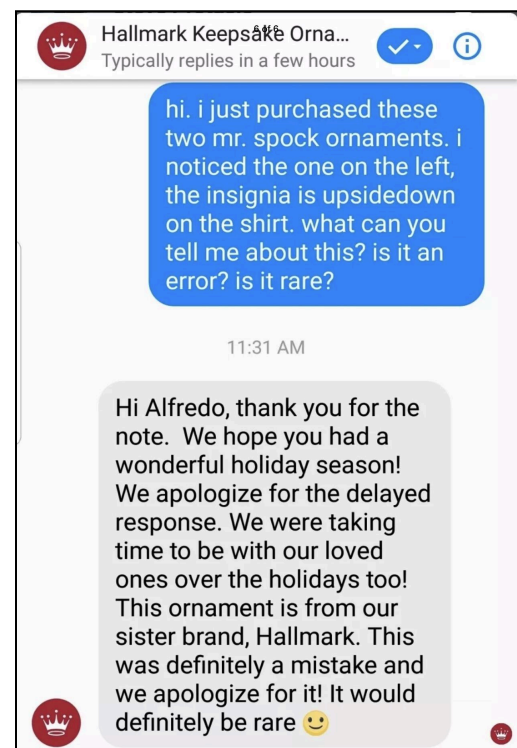 Hallmark Keepsake Orna...
6 of 6
Typically replies in a few hours
hi. i just purchased these
two mr. spock ornaments. i
noticed the one on the left,
the insignia is upsidedown
on the shirt. what can you
tell me about this? is it an
error? is it rare?
11:31 AM
Hi Alfredo, thank you for the
note.  We hope you had a
wonderful holiday season!
We apologize for the delayed
response. We were taking
time to be with our loved
ones over the holidays too!
This ornament is from our
sister brand, Hallmark. This
was definitely a mistake and
we apologize for it! It would
definitely be rare 🙂